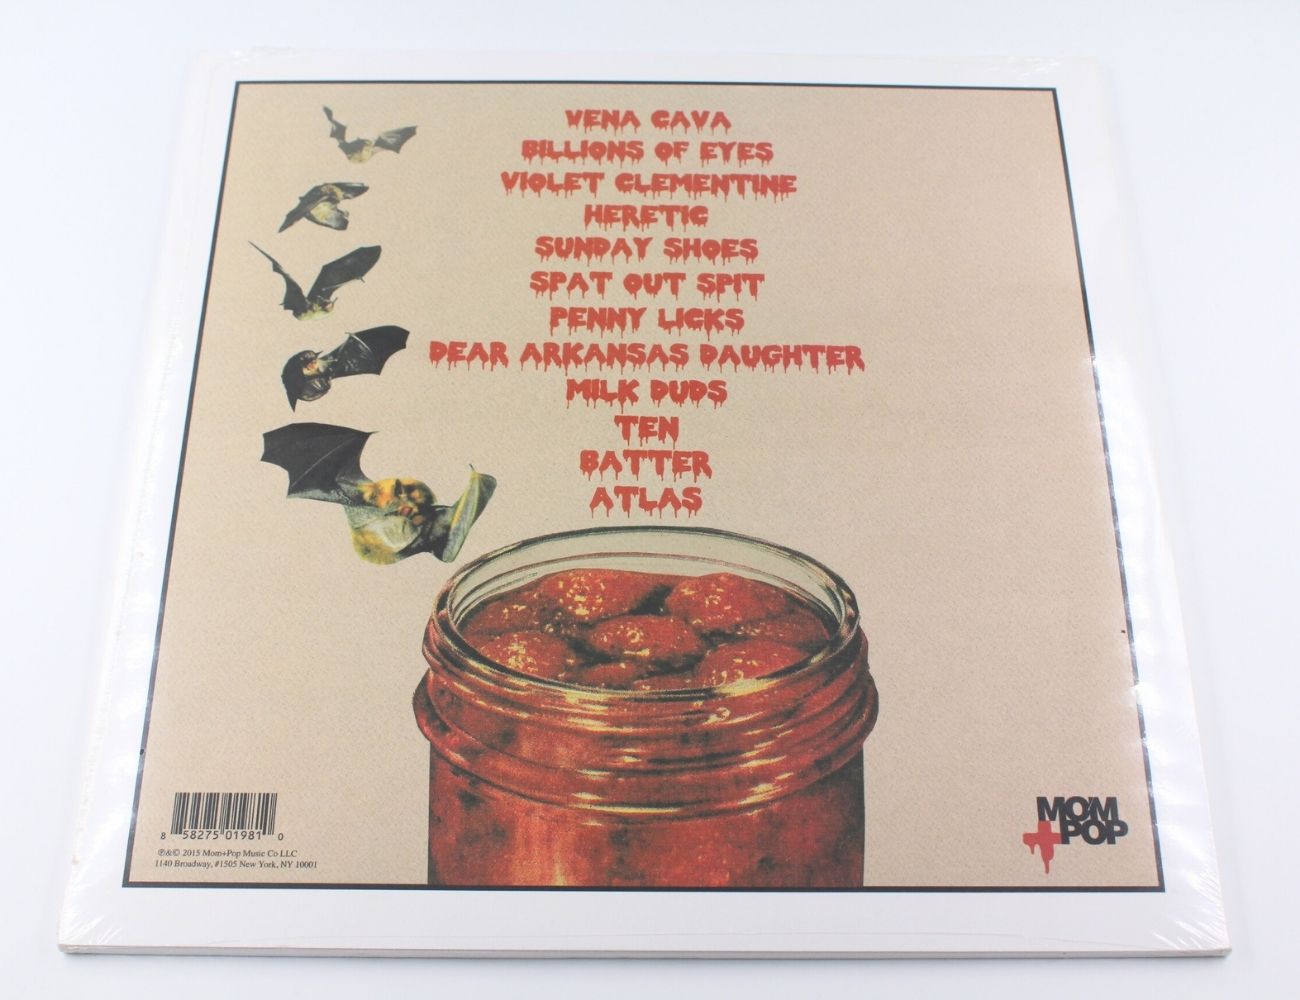 VENA CAVA
BILLIONS OF EYES
VIOLET CLEMENTINE
HERETIC
SUNDAY SHOES
SPAT OUT SPIT
PENNY LICKS
DEAR ARKANSAS DAUGHTER
MILK DUDS
TEN
BATTER
ATLAS
8 58275 01981 0
℗&© 2015 Mom+Pop Music Co LLC
1140 Broadway, #1505 New York, NY 10001
MOM
+POP